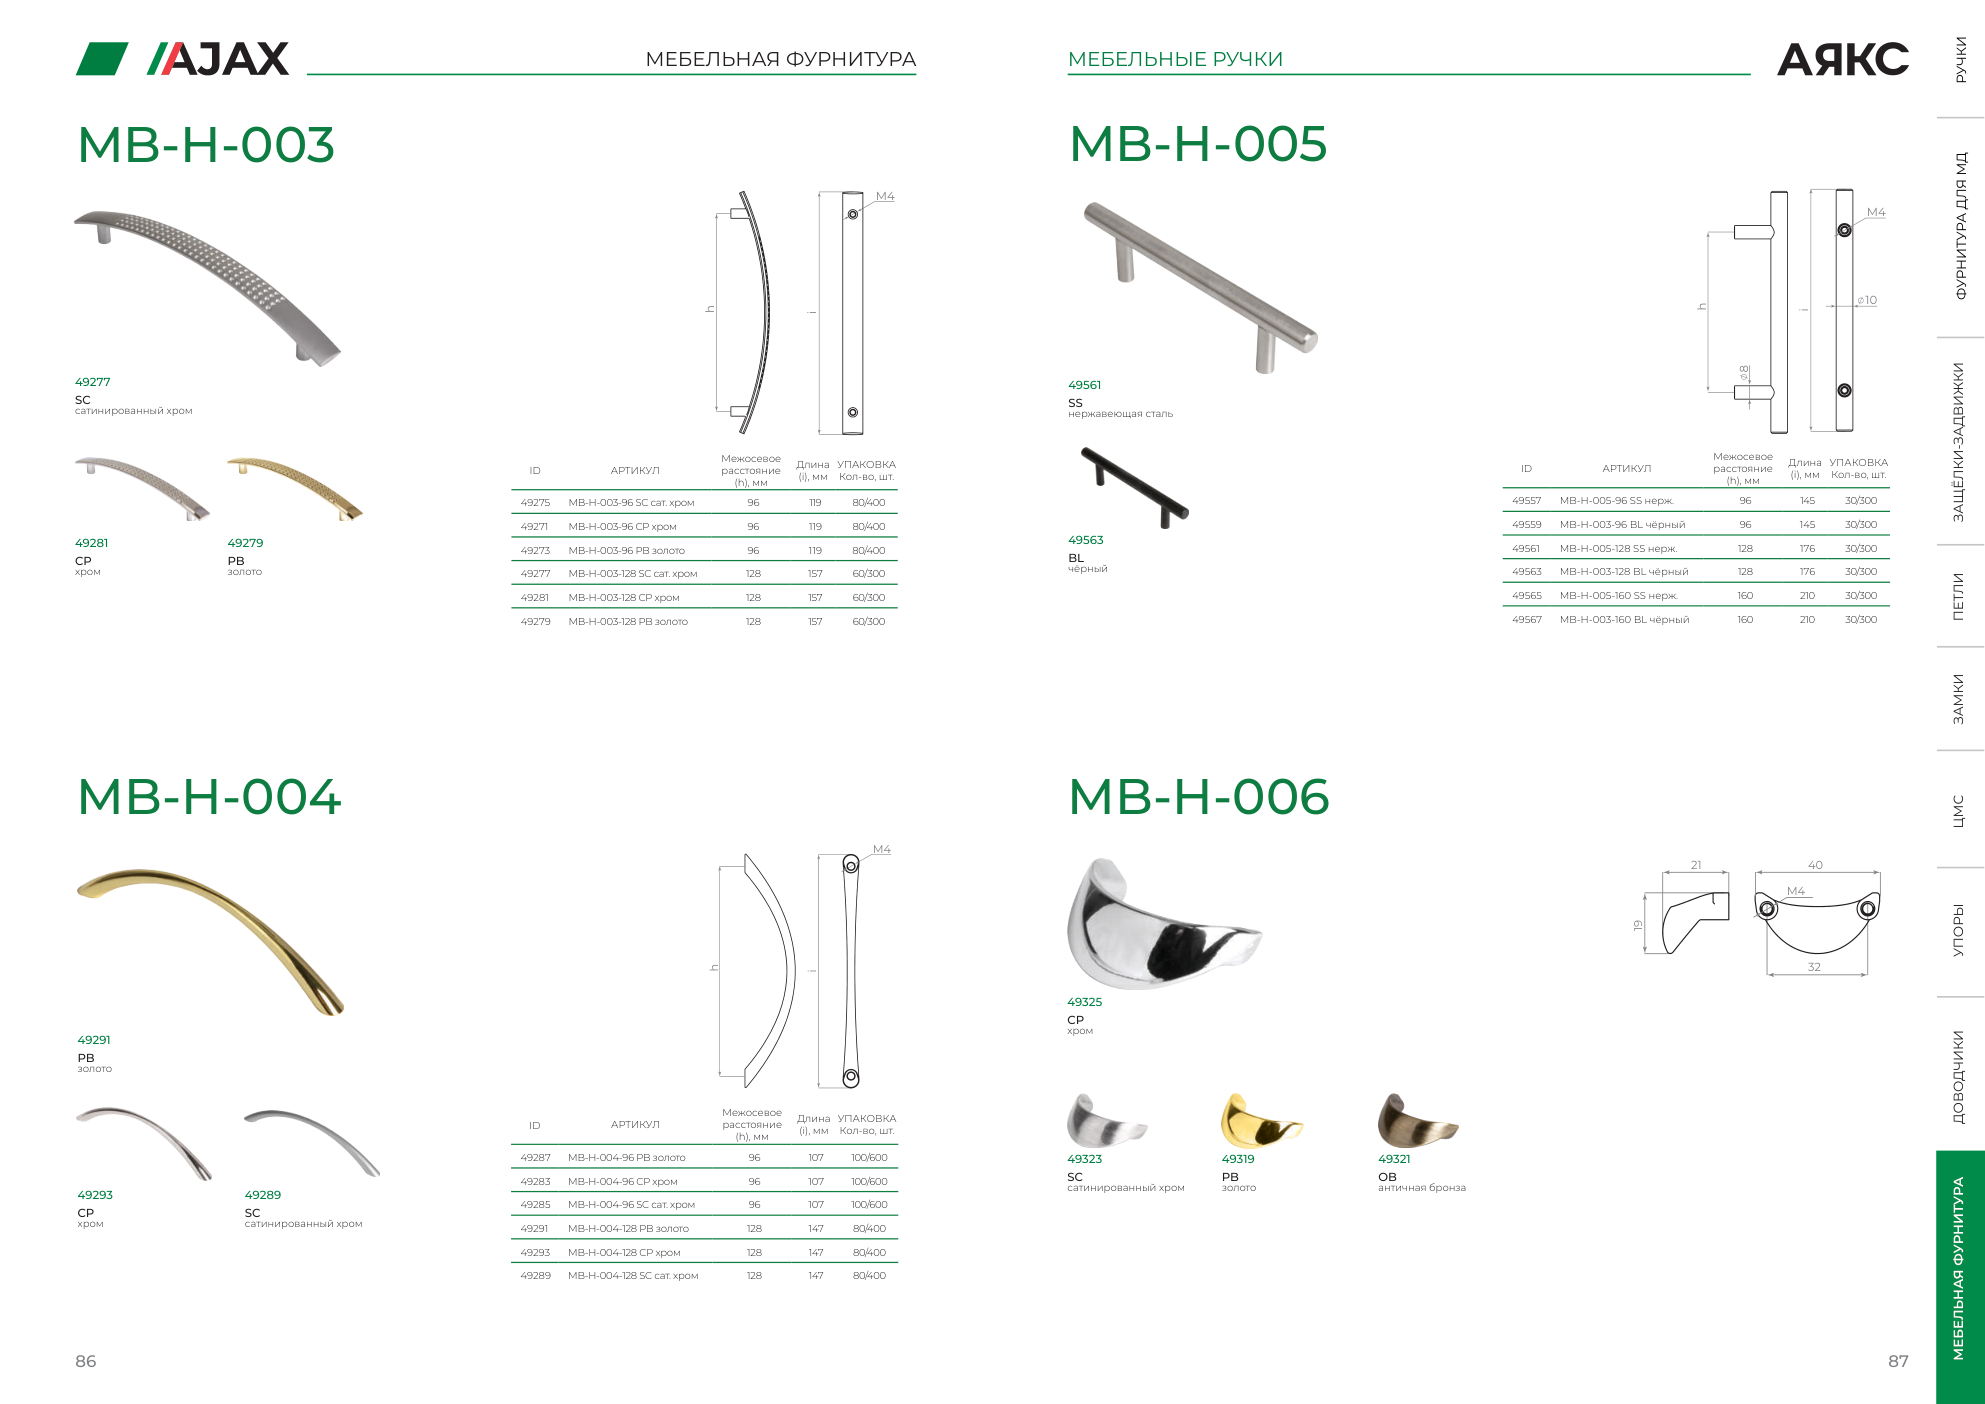 AJAX
МЕБЕЛЬНАЯ ФУРНИТУРА
MB-H-003
M4
h
i
49277
SC
сатинированный хром
49281
CP
хром
49279
PB
золото
ID АРТИКУЛ Межосевое расстояние (h), мм Длина (i), мм УПАКОВКА Кол-во, шт.
49275 MB-H-003-96 SC сат. хром 96 119 80/400
49271 MB-H-003-96 CP хром 96 119 80/400
49273 MB-H-003-96 PB золото 96 119 80/400
49277 MB-H-003-128 SC сат. хром 128 157 60/300
49281 MB-H-003-128 CP хром 128 157 60/300
49279 MB-H-003-128 PB золото 128 157 60/300
MB-H-004
M4
h
i
49291
PB
золото
49293
CP
хром
49289
SC
сатинированный хром
ID АРТИКУЛ Межосевое расстояние (h), мм Длина (i), мм УПАКОВКА Кол-во, шт.
49287 MB-H-004-96 PB золото 96 107 100/600
49283 MB-H-004-96 CP хром 96 107 100/600
49285 MB-H-004-96 SC сат. хром 96 107 100/600
49291 MB-H-004-128 PB золото 128 147 80/400
49293 MB-H-004-128 CP хром 128 147 80/400
49289 MB-H-004-128 SC сат. хром 128 147 80/400
86
МЕБЕЛЬНЫЕ РУЧКИ
АЯКС
MB-H-005
M4
h
i
⌀10
⌀8
49561
SS
нержавеющая сталь
49563
BL
чёрный
ID АРТИКУЛ Межосевое расстояние (h), мм Длина (i), мм УПАКОВКА Кол-во, шт.
49557 MB-H-005-96 SS нерж. 96 145 30/300
49559 MB-H-003-96 BL чёрный 96 145 30/300
49561 MB-H-005-128 SS нерж. 128 176 30/300
49563 MB-H-003-128 BL чёрный 128 176 30/300
49565 MB-H-005-160 SS нерж. 160 210 30/300
49567 MB-H-003-160 BL чёрный 160 210 30/300
MB-H-006
21
40
M4
19
32
49325
CP
хром
49323
SC
сатинированный хром
49319
PB
золото
49321
OB
античная бронза
87
РУЧКИ
ФУРНИТУРА ДЛЯ МД
ЗАЩЁЛКИ-ЗАДВИЖКИ
ПЕТЛИ
ЗАМКИ
ЦМС
УПОРЫ
ДОВОДЧИКИ
МЕБЕЛЬНАЯ ФУРНИТУРА